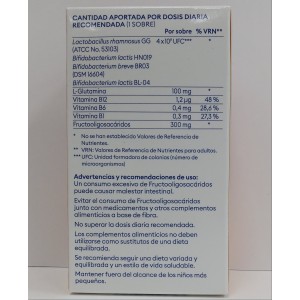 CANTIDAD APORTADA POR DOSIS DIARIA
RECOMENDADA (1 SOBRE)
Por sobre % VRN**
Lactobacillus rhamnosus GG 4 x 10⁹ UFC*** *
(ATCC No. 53103)
Bifidobacterium lactis HN019
Bifidobacterium breve BR03
(DSM 16604)
Bifidobacterium lactis BL-04
L-Glutamina 100 mg *
Vitamina B12 1,2 µg 48 %
Vitamina B6 0,4 mg 28,6 %
Vitamina B1 0,3 mg 27,3 %
Fructooligosacáridos 300 mg *
* No se han establecido Valores de Referencia de
Nutrientes.
** VRN: Valores de Referencia de Nutrientes para adultos.
*** UFC: Unidad formadora de colonias (número de
microorganismos)
Advertencias y recomendaciones de uso:
Un consumo excesivo de Fructooligosacáridos
puede causar malestar intestinal.
Evitar el consumo de Fructooligosacáridos
junto con medicamentos y otros complementos
alimenticios a base de fibra.
No superar la dosis diaria recomendada.
Los complementos alimenticios no deben
utilizarse como sustitutos de una dieta
equilibrada.
Es recomendable seguir una dieta variada y
equilibrada y un estilo de vida saludable.
Mantener fuera del alcance de los niños más
pequeños.